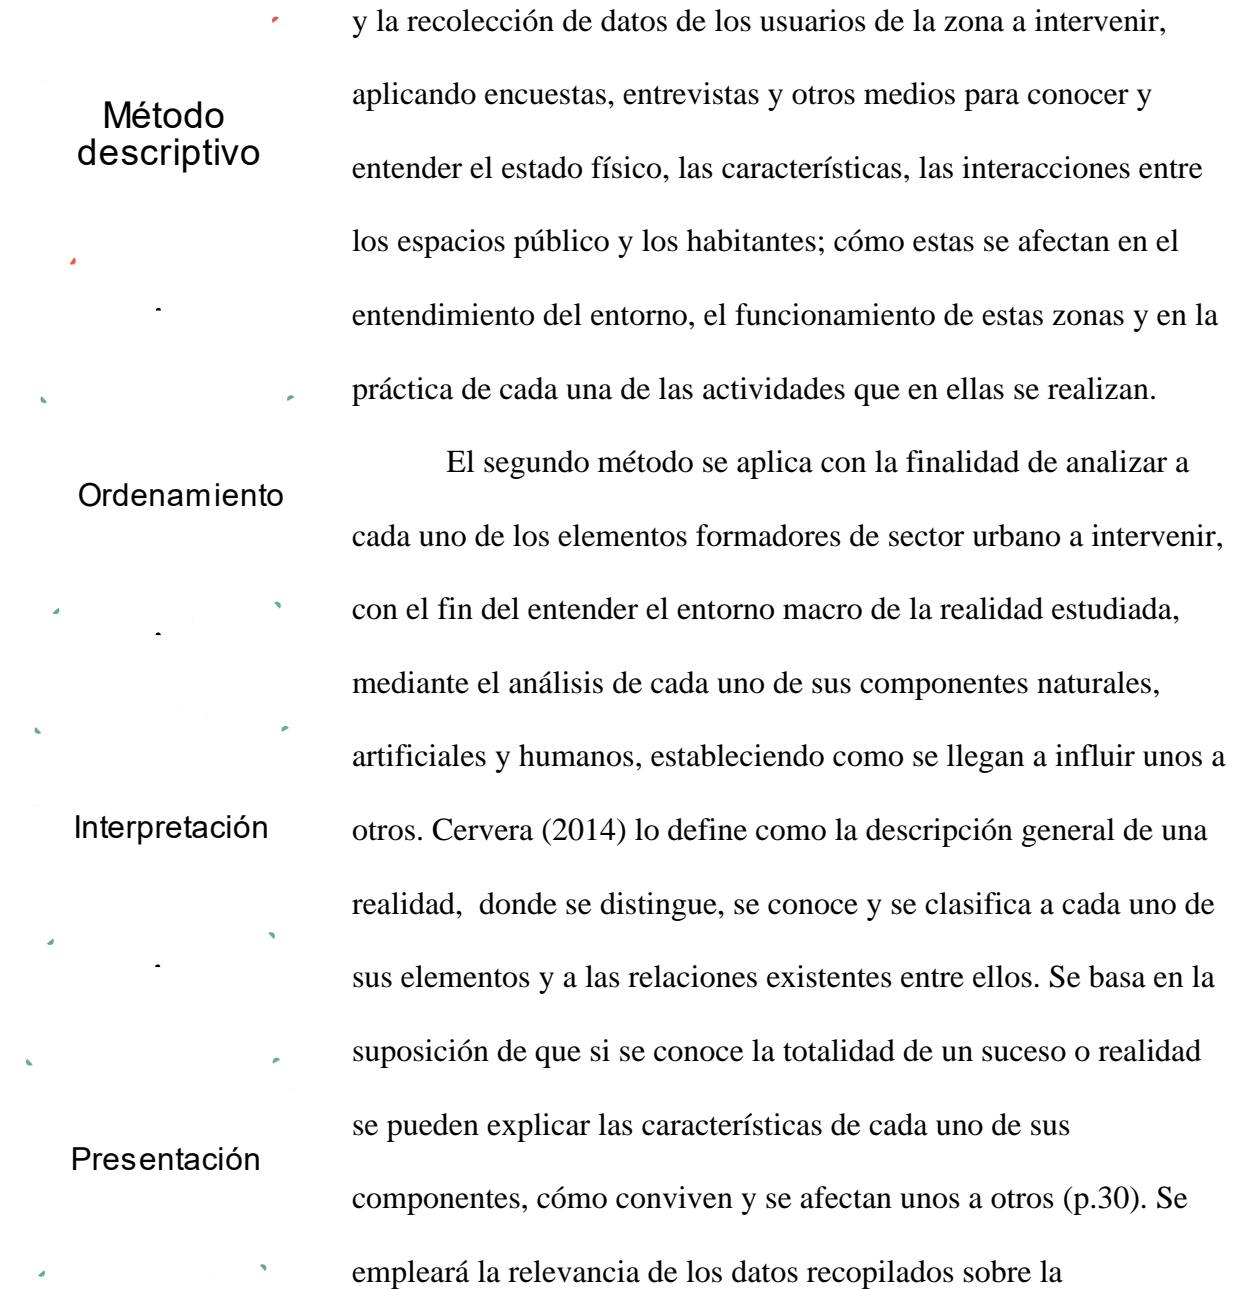 Método
descriptivo
Ordenamiento
Interpretación
Presentación
y la recolección de datos de los usuarios de la zona a intervenir,
aplicando encuestas, entrevistas y otros medios para conocer y
entender el estado físico, las características, las interacciones entre
los espacios público y los habitantes; cómo estas se afectan en el
entendimiento del entorno, el funcionamiento de estas zonas y en la
práctica de cada una de las actividades que en ellas se realizan.
El segundo método se aplica con la finalidad de analizar a
cada uno de los elementos formadores de sector urbano a intervenir,
con el fin del entender el entorno macro de la realidad estudiada,
mediante el análisis de cada uno de sus componentes naturales,
artificiales y humanos, estableciendo como se llegan a influir unos a
otros. Cervera (2014) lo define como la descripción general de una
realidad,  donde se distingue, se conoce y se clasifica a cada uno de
sus elementos y a las relaciones existentes entre ellos. Se basa en la
suposición de que si se conoce la totalidad de un suceso o realidad
se pueden explicar las características de cada uno de sus
componentes, cómo conviven y se afectan unos a otros (p.30). Se
empleará la relevancia de los datos recopilados sobre la